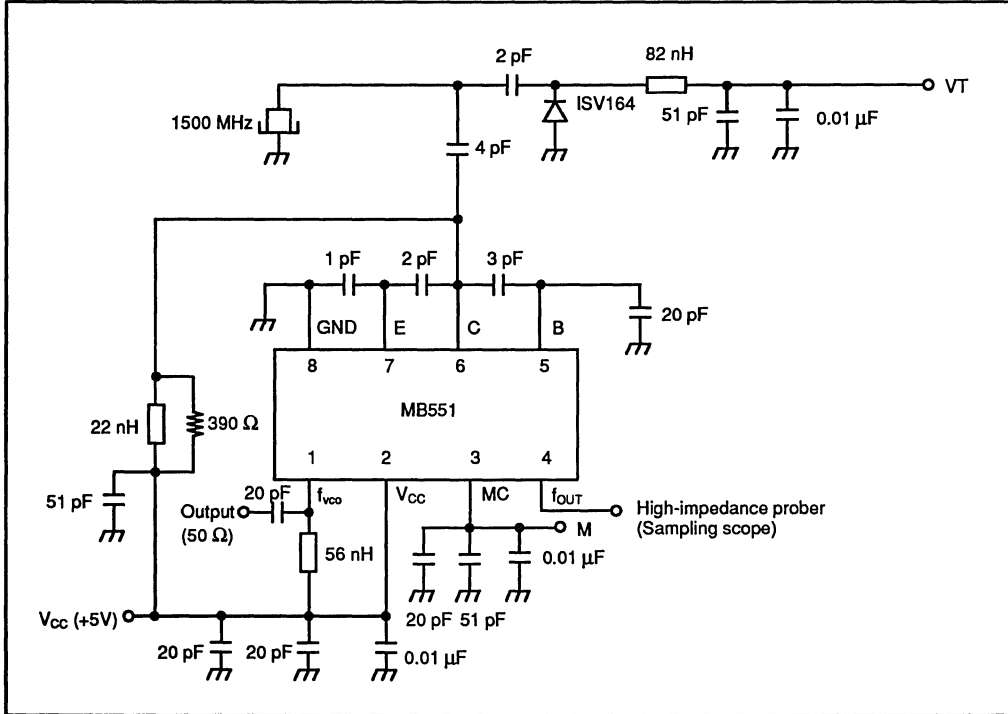 2 pF
82 nH
VT
ISV164
51 pF
0.01 µF
1500 MHz
4 pF
1 pF
2 pF
3 pF
20 pF
GND
E
C
B
8
7
6
5
MB551
22 nH
390 Ω
1
2
3
4
51 pF
20 pF
fvco
VCC
MC
fOUT
Output
(50 Ω)
High-impedance prober
(Sampling scope)
M
56 nH
0.01 µF
20 pF
51 pF
VCC (+5V)
20 pF
20 pF
0.01 µF